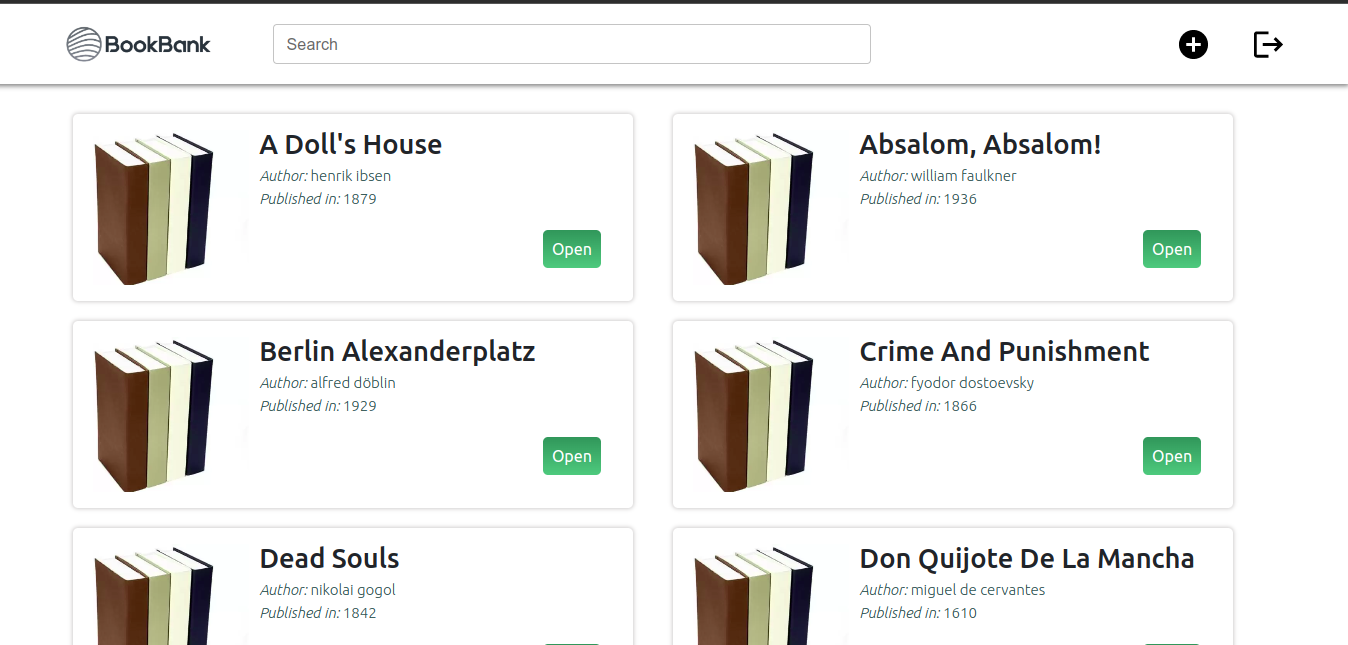 BookBank
Search
A Doll's House
Author: henrik ibsen
Published in: 1879
Open
Absalom, Absalom!
Author: william faulkner
Published in: 1936
Open
Berlin Alexanderplatz
Author: alfred döblin
Published in: 1929
Open
Crime And Punishment
Author: fyodor dostoevsky
Published in: 1866
Open
Dead Souls
Author: nikolai gogol
Published in: 1842
Don Quijote De La Mancha
Author: miguel de cervantes
Published in: 1610